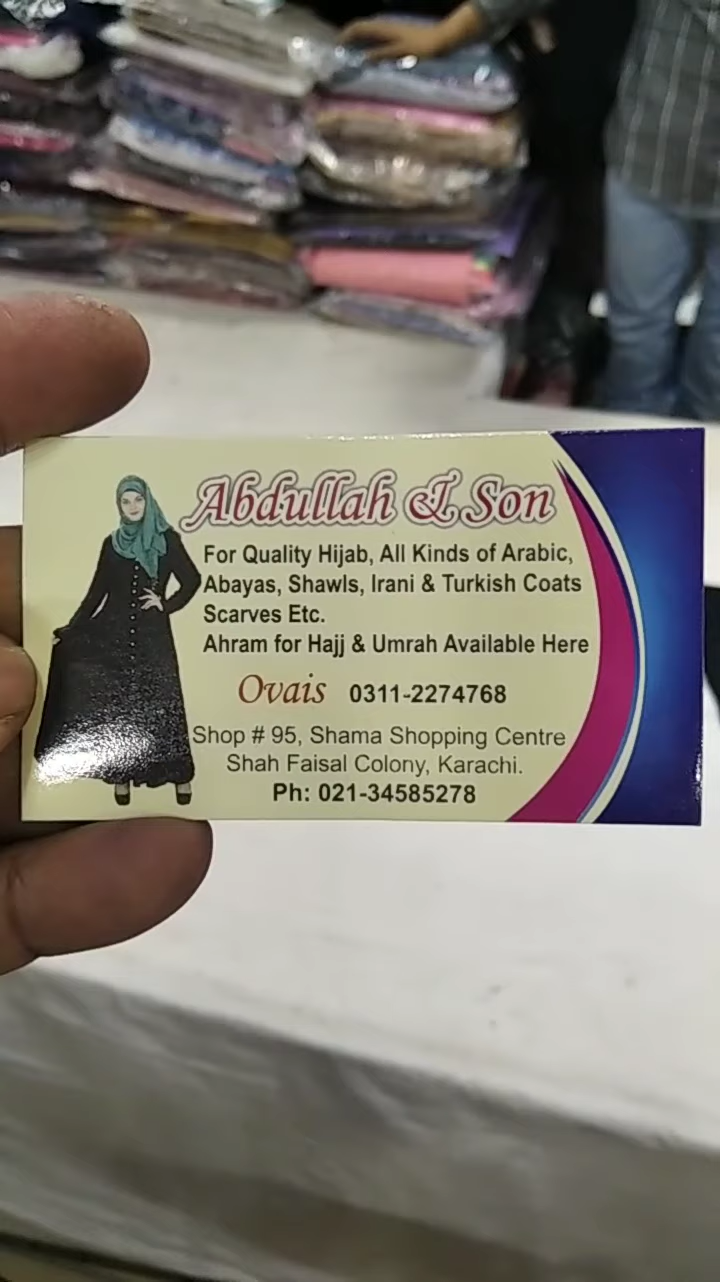 Abdullah & Son
For Quality Hijab, All Kinds of Arabic,
Abayas, Shawls, Irani & Turkish Coats
Scarves Etc.
Ahram for Hajj & Umrah Available Here
Ovais 0311-2274768
Shop # 95, Shama Shopping Centre
Shah Faisal Colony, Karachi.
Ph: 021-34585278